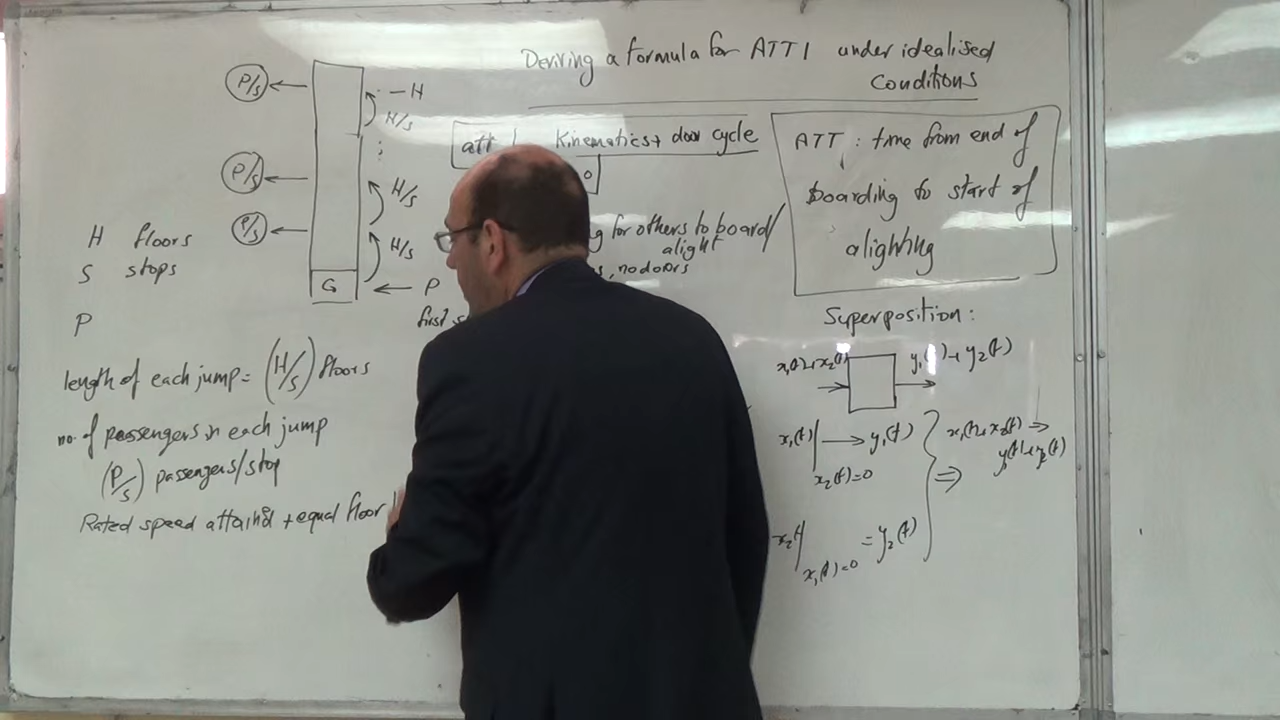 Deriving a formula for ATT1 under idealised
Conditions
P/s
– H
H/s
P/s
H/s
P/s
H/s
G
P
H floors
S stops
P
length of each jump = (H/s) floors
no. of passengers in each jump
(P/s) passengers/stop
Rated speed attained + equal floor
att Kinematics + door cycle
0
for others to board/
alight
, no doors
ATT : time from end of
boarding to start of
alighting
Superposition:
x₁(t)+x₂(t)
y₁( )+y₂(t)
x₁(t) → y₁(t)
x₂(t)=0
= y₂(t)
x₁(t)=0
⇒
x₁(t)+x₂(t) ⇒
y₁(t)+y₂(t)